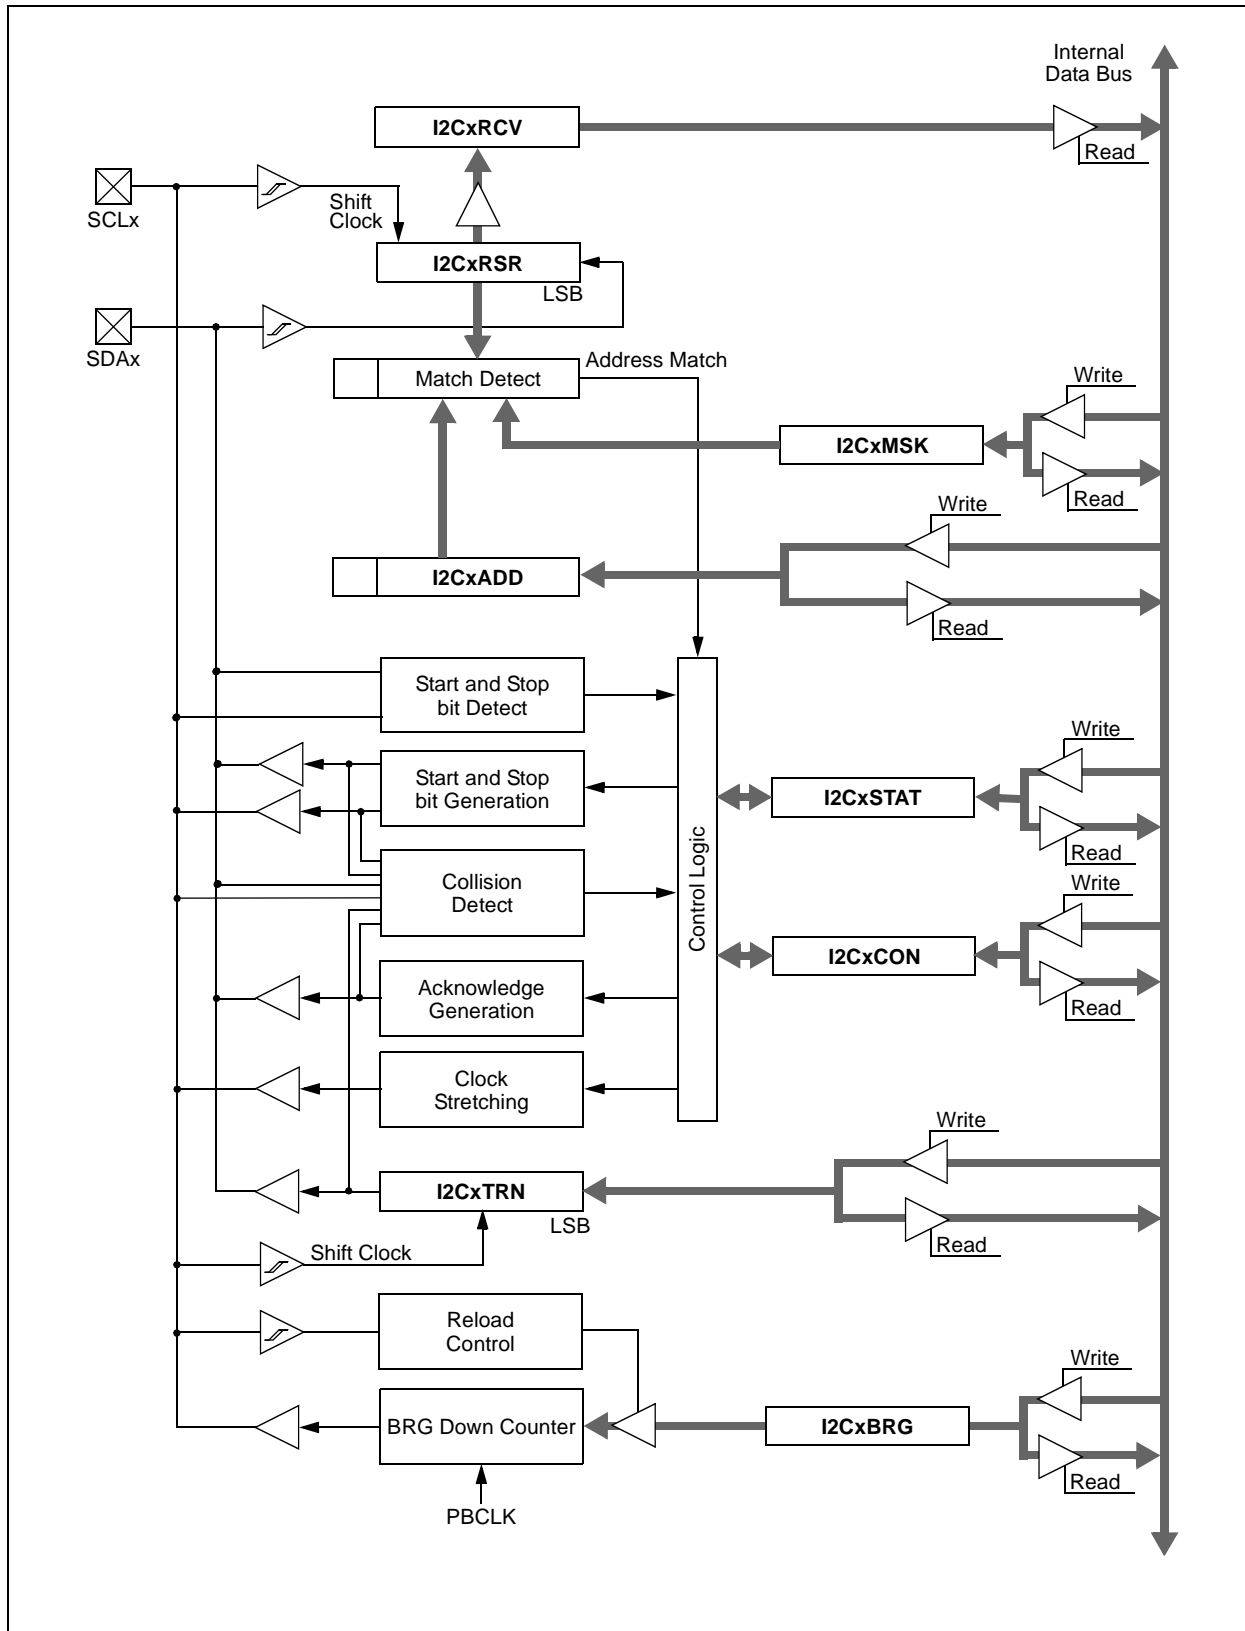 Internal
Data Bus
I2CxRCV
Read
SCLx
Shift
Clock
I2CxRSR
LSB
SDAx
Address Match
Match Detect
Write
I2CxMSK
Read
Write
I2CxADD
Read
Start and Stop
bit Detect
Write
Start and Stop
bit Generation
I2CxSTAT
Read
Control Logic
Collision
Detect
Write
I2CxCON
Acknowledge
Generation
Read
Clock
Stretching
Write
I2CxTRN
LSB
Read
Shift Clock
Reload
Control
Write
BRG Down Counter
I2CxBRG
Read
PBCLK